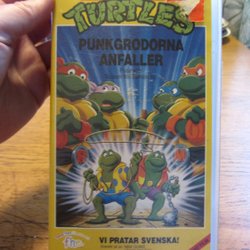 TURTLES
PUNKGRODORNA
ANFALLER
VI PRATAR SVENSKA!